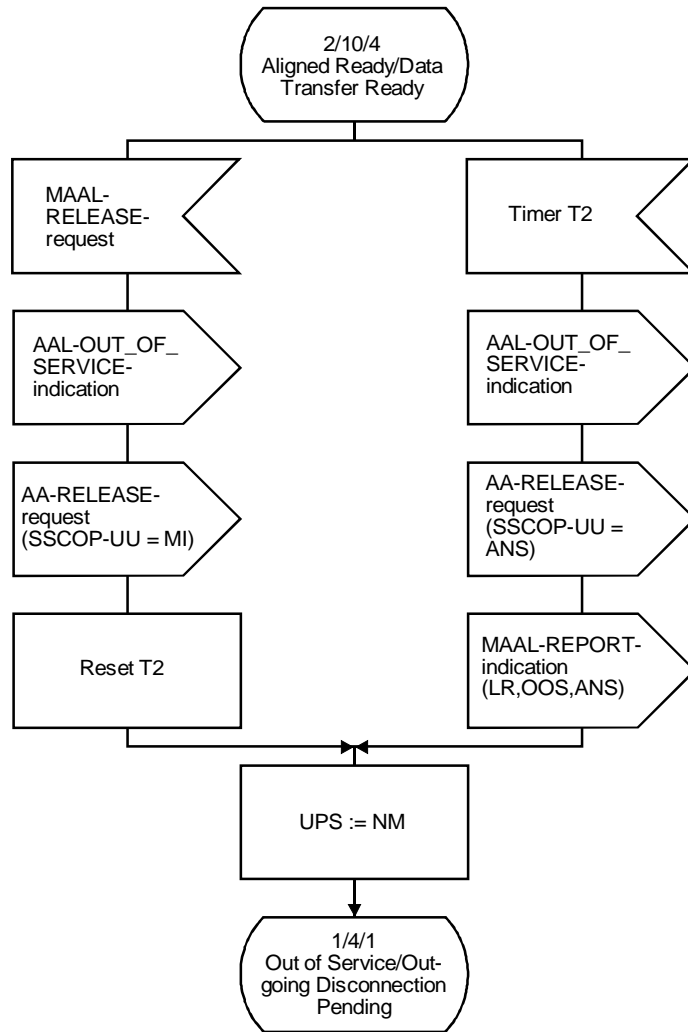 2/10/4
Aligned Ready/Data
Transfer Ready
MAAL-
RELEASE-
request
Timer T2
AAL-OUT_OF_
SERVICE-
indication
AAL-OUT_OF_
SERVICE-
indication
AA-RELEASE-
request
(SSCOP-UU = MI)
AA-RELEASE-
request
(SSCOP-UU =
ANS)
Reset T2
MAAL-REPORT-
indication
(LR,OOS,ANS)
UPS := NM
1/4/1
Out of Service/Out-
going Disconnection
Pending